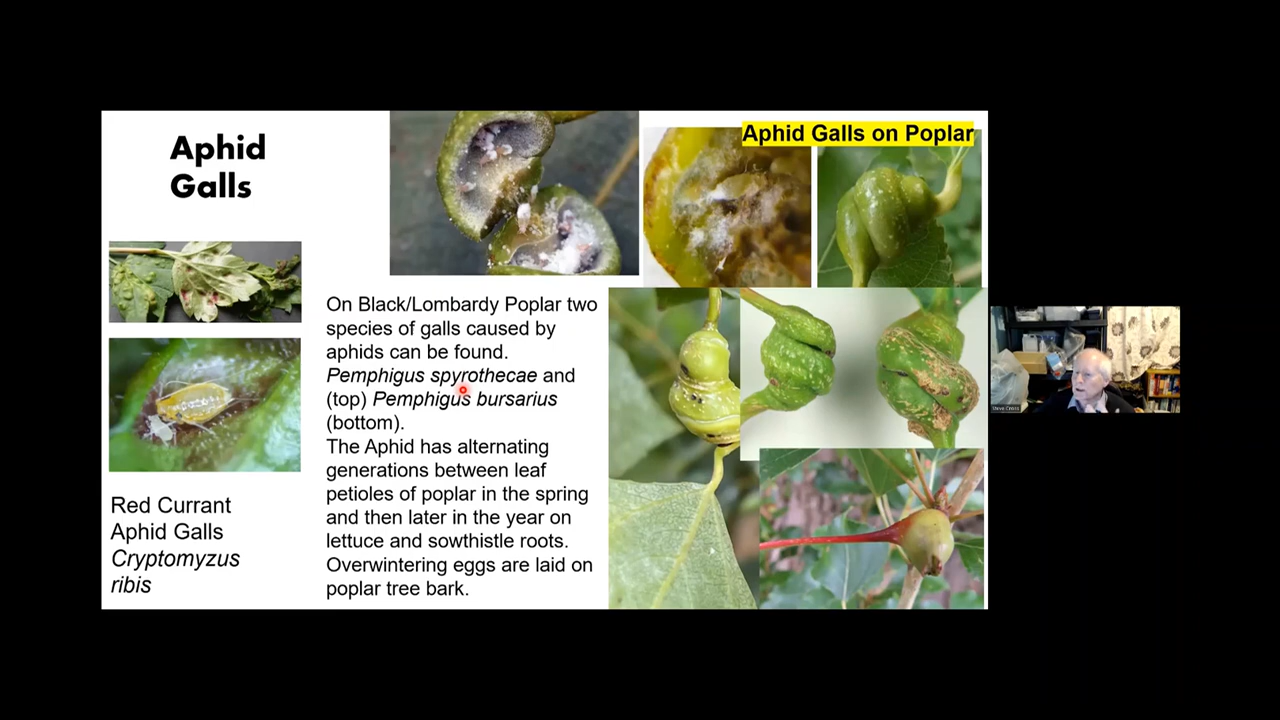 Aphid
Galls
Aphid Galls on Poplar
On Black/Lombardy Poplar two
species of galls caused by
aphids can be found.
Pemphigus spyrothecae and
(top) Pemphigus bursarius
(bottom).
The Aphid has alternating
generations between leaf
petioles of poplar in the spring
and then later in the year on
lettuce and sowthistle roots.
Overwintering eggs are laid on
poplar tree bark.
Red Currant
Aphid Galls
Cryptomyzus
ribis